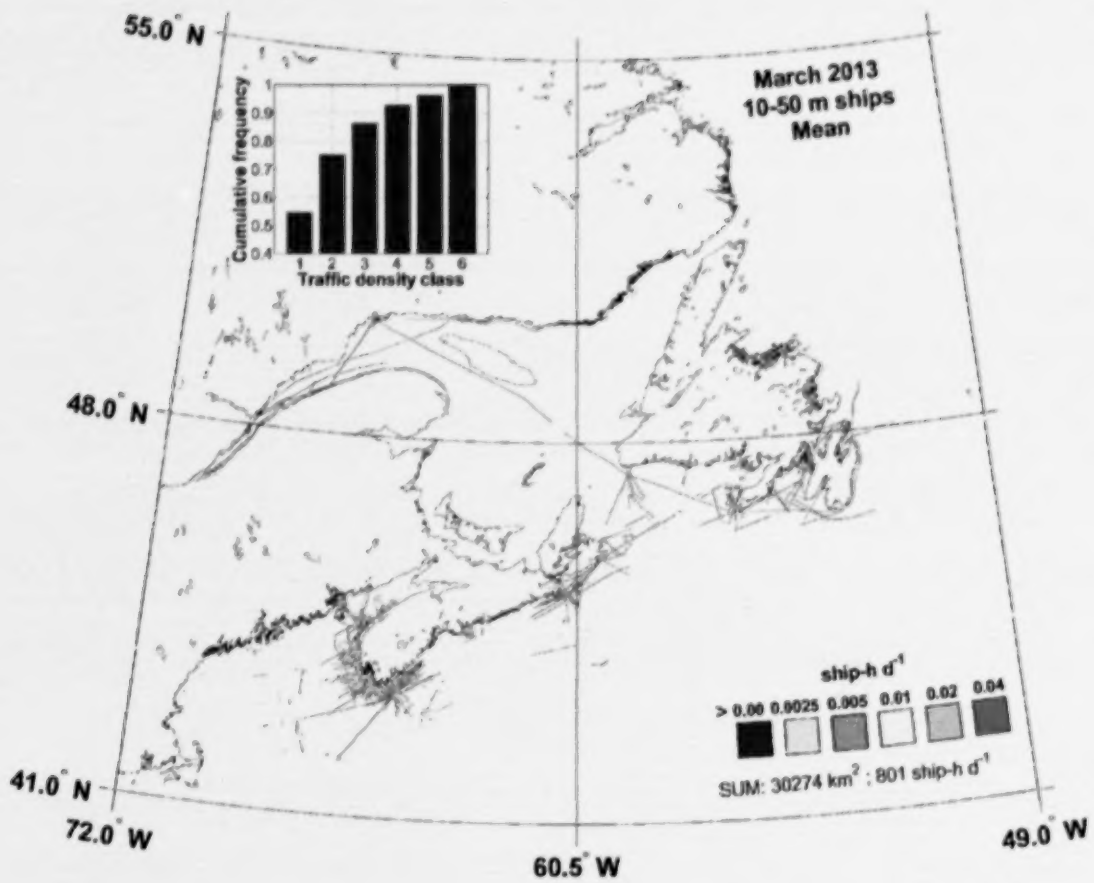 55.0° N
March 2013
10-50 m ships
Mean
Cumulative frequency
1
0.9
0.8
0.7
0.6
0.5
0.4
1 2 3 4 5 6
Traffic density class
48.0° N
ship-h d⁻¹
> 0.00 0.0025 0.005 0.01 0.02 0.04
SUM: 30274 km² ; 801 ship-h d⁻¹
41.0° N
72.0° W
60.5° W
49.0° W